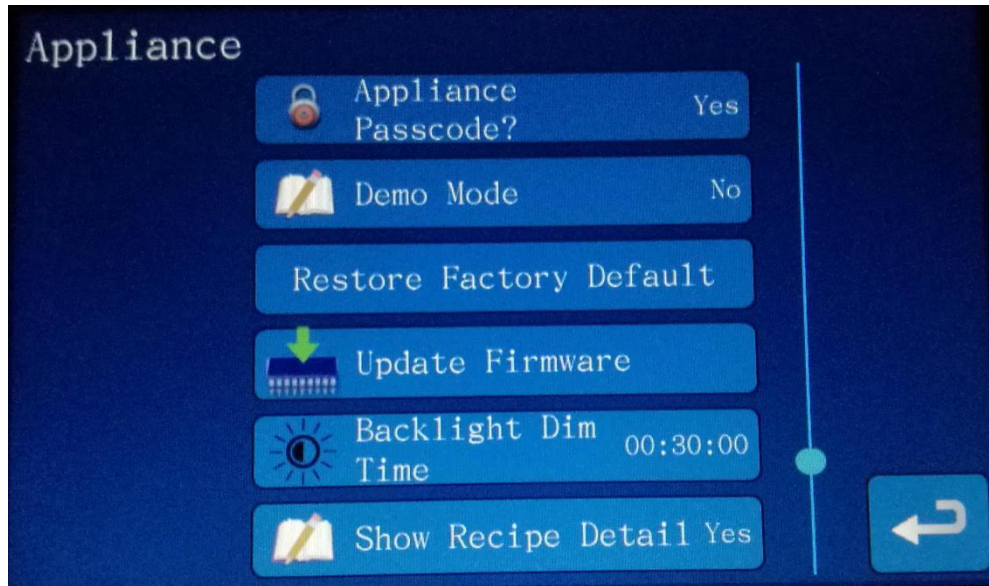 Appliance
Appliance
Passcode? Yes
Demo Mode No
Restore Factory Default
Update Firmware
Backlight Dim
Time 00:30:00
Show Recipe Detail Yes